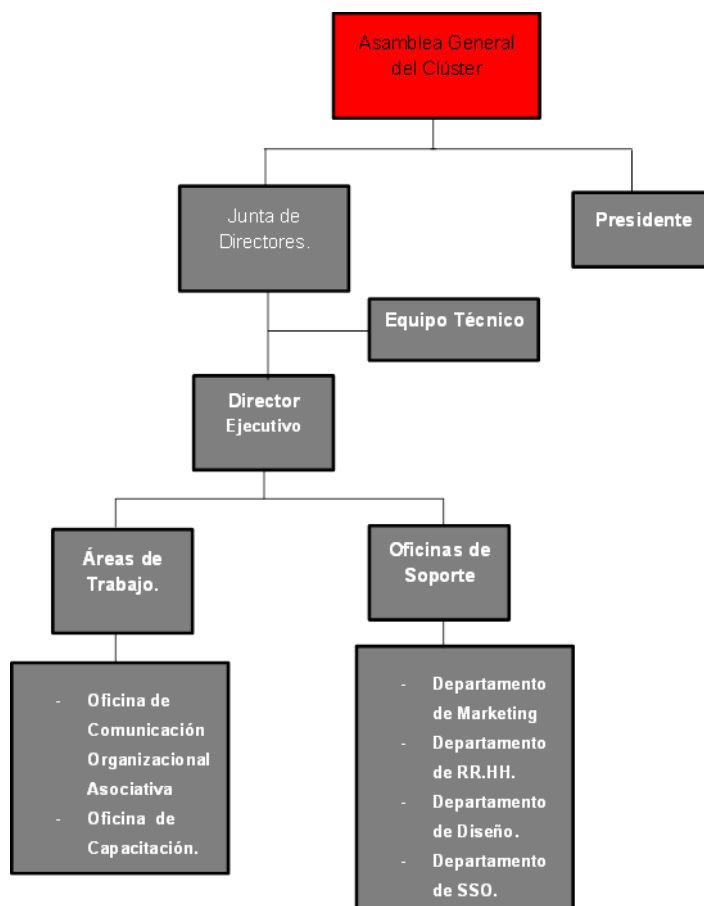 Asamblea General
del Clúster
Junta de
Directores.
Presidente
Equipo Técnico
Director
Ejecutivo
Áreas de
Trabajo.
Oficinas de
Soporte
- Oficina de
Comunicación
Organizacional
Asociativa
- Oficina de
Capacitación.
- Departamento
de Marketing
- Departamento
de RR.HH.
- Departamento
de Diseño.
- Departamento
de SSO.